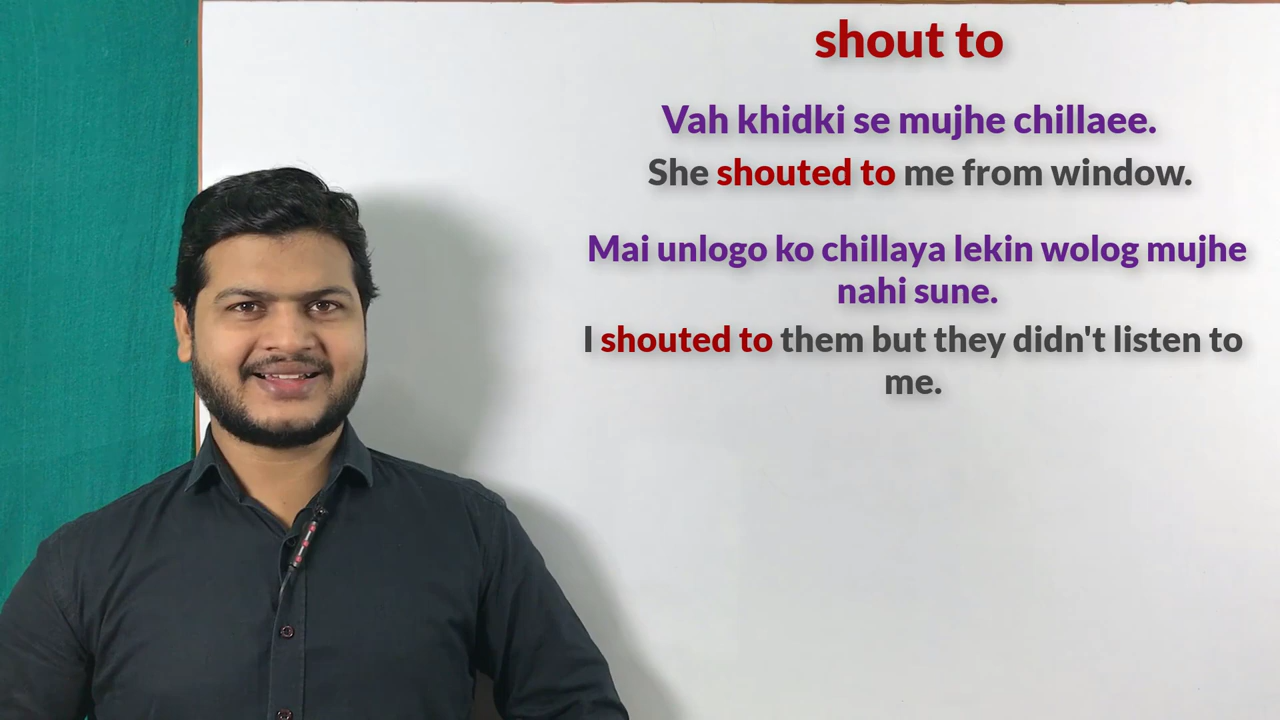 shout to
Vah khidki se mujhe chillaee.
She shouted to me from window.
Mai unlogo ko chillaya lekin wolog mujhe
nahi sune.
I shouted to them but they didn't listen to
me.